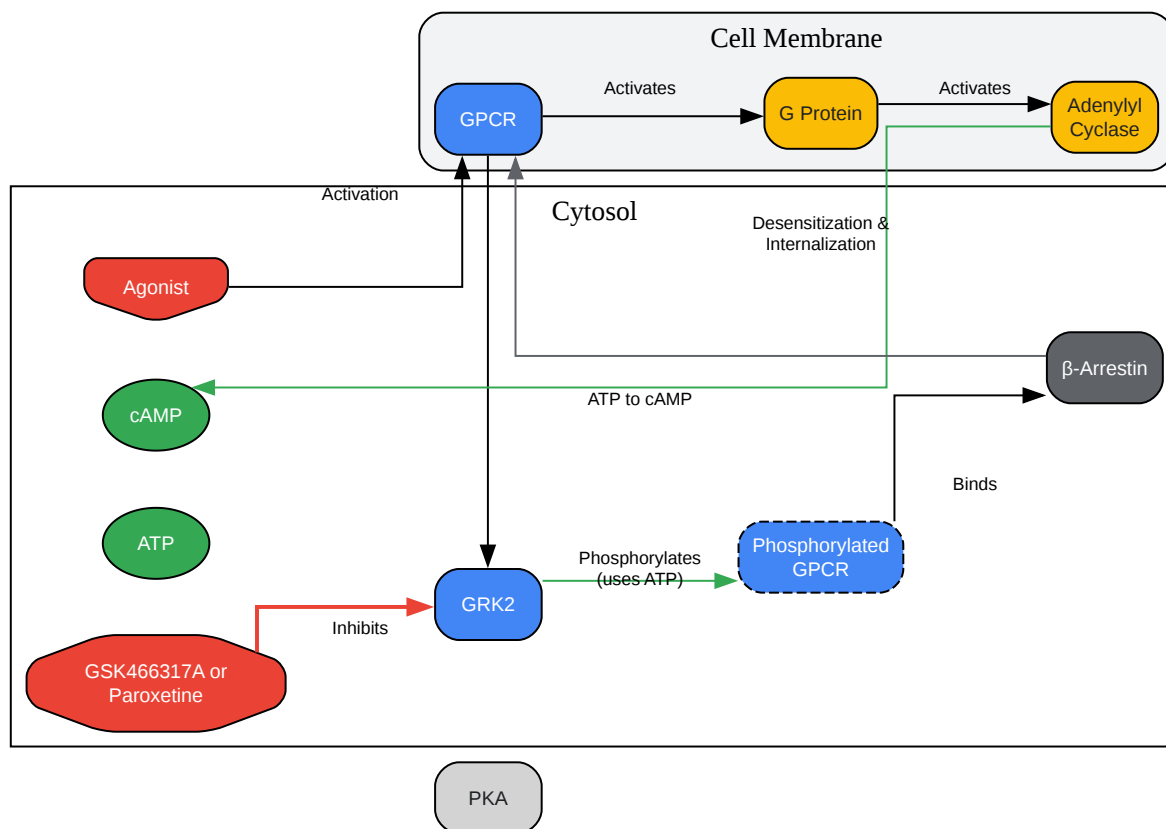 Cell Membrane
GPCR
Activates
G Protein
Activates
Adenylyl
Cyclase
Activation
Cytosol
Desensitization &
Internalization
Agonist
β-Arrestin
cAMP
ATP to cAMP
Binds
ATP
Phosphorylates
(uses ATP)
Phosphorylated
GPCR
GRK2
Inhibits
GSK466317A or
Paroxetine
PKA